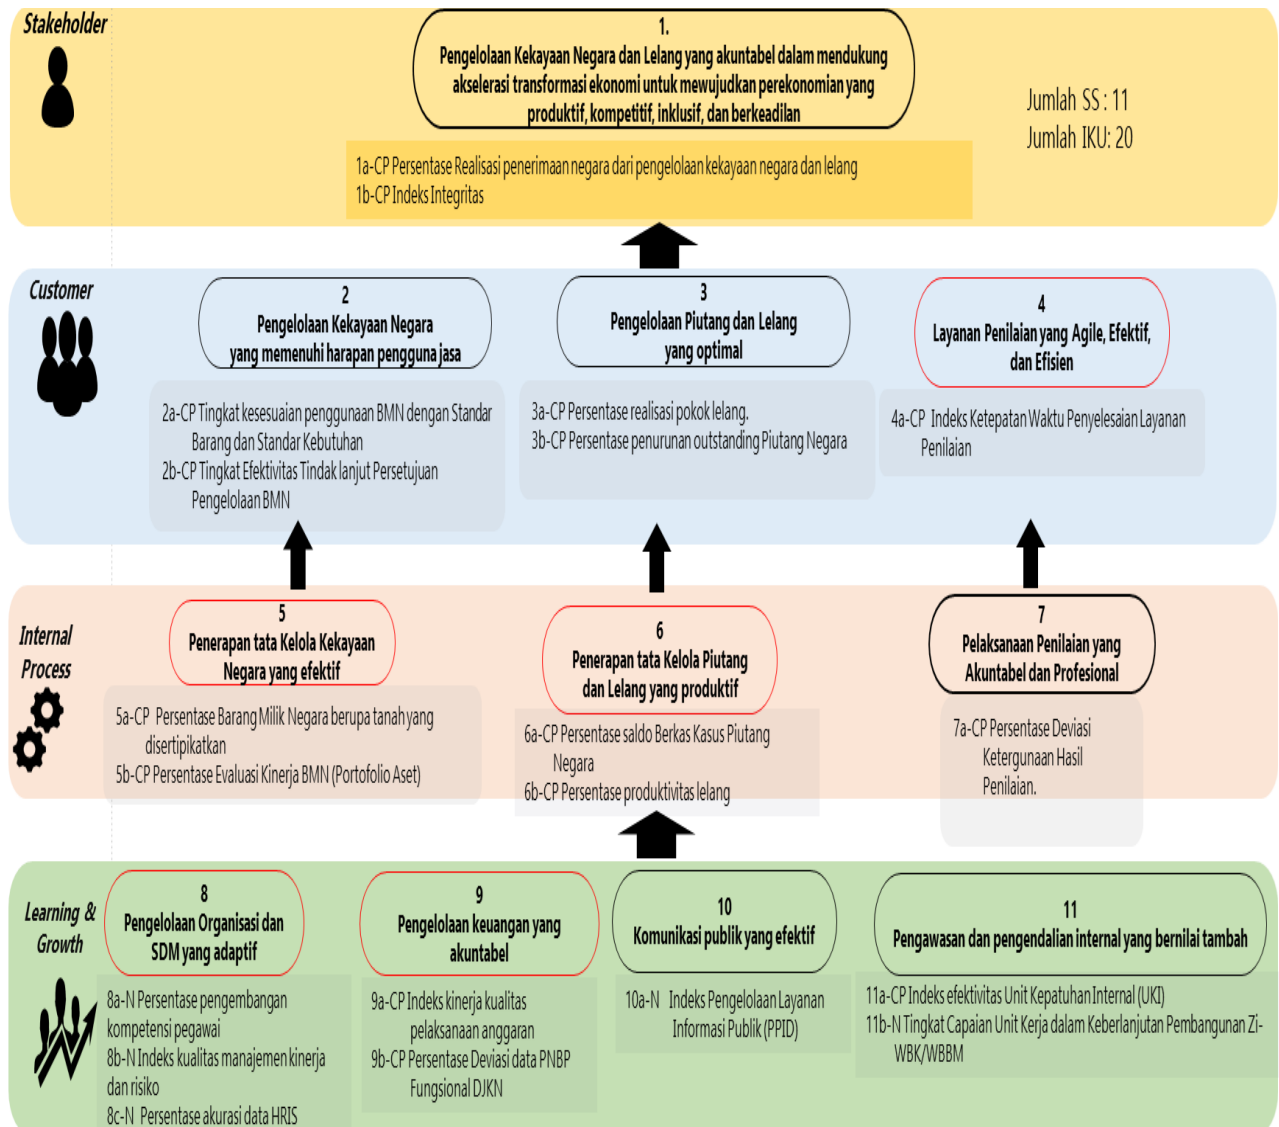 Stakeholder
1.
Pengelolaan Kekayaan Negara dan Lelang yang akuntabel dalam mendukung
akselerasi transformasi ekonomi untuk mewujudkan perekonomian yang
produktif, kompetitif, inklusif, dan berkeadilan
Jumlah SS : 11
Jumlah IKU: 20
1a-CP Persentase Realisasi penerimaan negara dari pengelolaan kekayaan negara dan lelang
1b-CP Indeks Integritas
Customer
2
Pengelolaan Kekayaan Negara
yang memenuhi harapan pengguna jasa
2a-CP Tingkat kesesuaian penggunaan BMN dengan Standar
Barang dan Standar Kebutuhan
2b-CP Tingkat Efektivitas Tindak lanjut Persetujuan
Pengelolaan BMN
3
Pengelolaan Piutang dan Lelang
yang optimal
3a-CP Persentase realisasi pokok lelang.
3b-CP Persentase penurunan outstanding Piutang Negara
4
Layanan Penilaian yang Agile, Efektif,
dan Efisien
4a-CP Indeks Ketepatan Waktu Penyelesaian Layanan
Penilaian
Internal
Process
5
Penerapan tata Kelola Kekayaan
Negara yang efektif
5a-CP Persentase Barang Milik Negara berupa tanah yang
disertipikatkan
5b-CP Persentase Evaluasi Kinerja BMN (Portofolio Aset)
6
Penerapan tata Kelola Piutang
dan Lelang yang produktif
6a-CP Persentase saldo Berkas Kasus Piutang
Negara
6b-CP Persentase produktivitas lelang
7
Pelaksanaan Penilaian yang
Akuntabel dan Profesional
7a-CP Persentase Deviasi
Ketergunaan Hasil
Penilaian.
Learning &
Growth
8
Pengelolaan Organisasi dan
SDM yang adaptif
8a-N Persentase pengembangan
kompetensi pegawai
8b-N Indeks kualitas manajemen kinerja
dan risiko
8c-N Persentase akurasi data HRIS
9
Pengelolaan keuangan yang
akuntabel
9a-CP Indeks kinerja kualitas
pelaksanaan anggaran
9b-CP Persentase Deviasi data PNBP
Fungsional DJKN
10
Komunikasi publik yang efektif
10a-N Indeks Pengelolaan Layanan
Informasi Publik (PPID)
11
Pengawasan dan pengendalian internal yang bernilai tambah
11a-CP Indeks efektivitas Unit Kepatuhan Internal (UKI)
11b-N Tingkat Capaian Unit Kerja dalam Keberlanjutan Pembangunan Zi-
WBK/WBBM